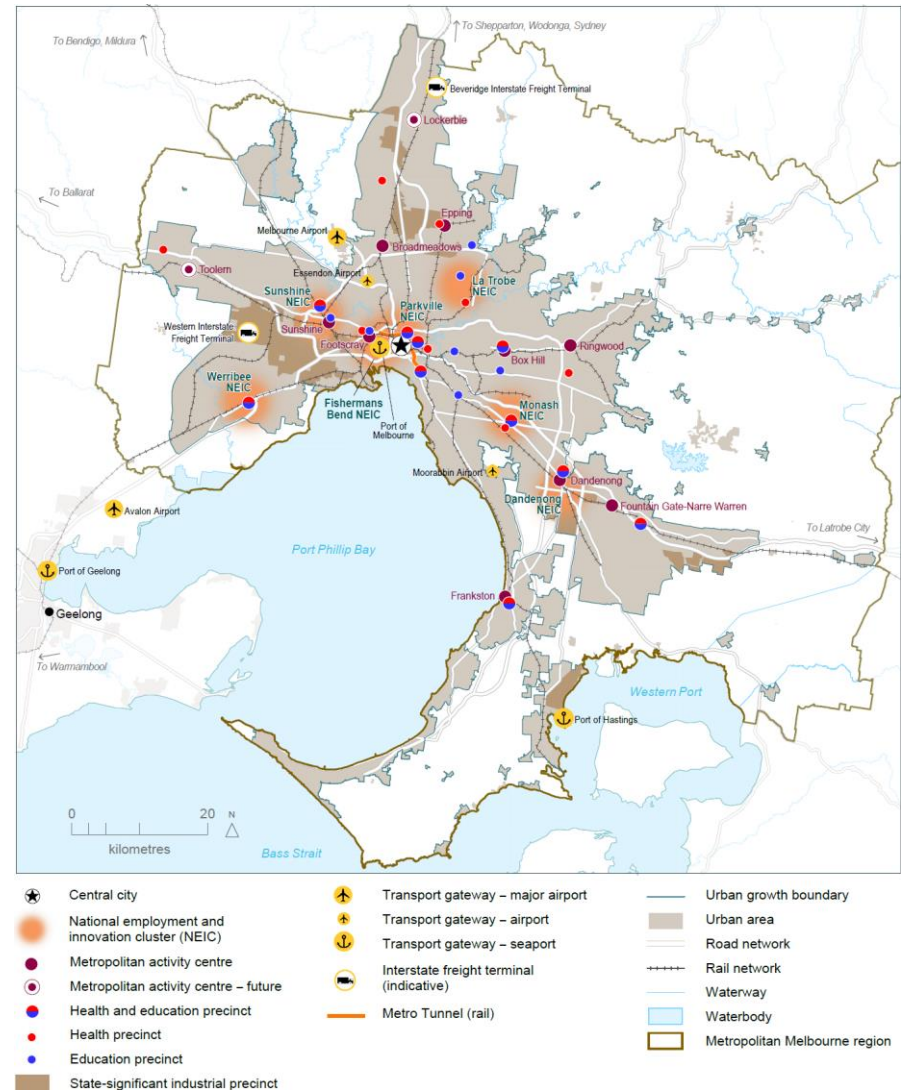 To Shepparton, Wodonga, Sydney
To Bendigo, Mildura
Beveridge Interstate Freight Terminal
Lockerbie
To Ballarat
Epping
Melbourne Airport
Broadmeadows
Toolern
Essendon Airport
La Trobe
NEIC
Sunshine
NEIC
Parkville
NEIC
Western Interstate
Freight Terminal
Sunshine
Footscray
Ringwood
Box Hill
Werribee
NEIC
Fishermans
Bend NEIC
Port of
Melbourne
Monash
NEIC
Moorabbin Airport
Dandenong
Dandenong
NEIC
Fountain Gate-Narre Warren
Avalon Airport
To Latrobe City
Port Phillip Bay
Port of Geelong
Geelong
Frankston
To Warrnambool
Western Port
Port of Hastings
0 20
N
kilometres
Bass Strait
Central city
National employment and
innovation cluster (NEIC)
Metropolitan activity centre
Metropolitan activity centre – future
Health and education precinct
Health precinct
Education precinct
State-significant industrial precinct
Transport gateway – major airport
Transport gateway – airport
Transport gateway – seaport
Interstate freight terminal
(indicative)
Metro Tunnel (rail)
Urban growth boundary
Urban area
Road network
Rail network
Waterway
Waterbody
Metropolitan Melbourne region